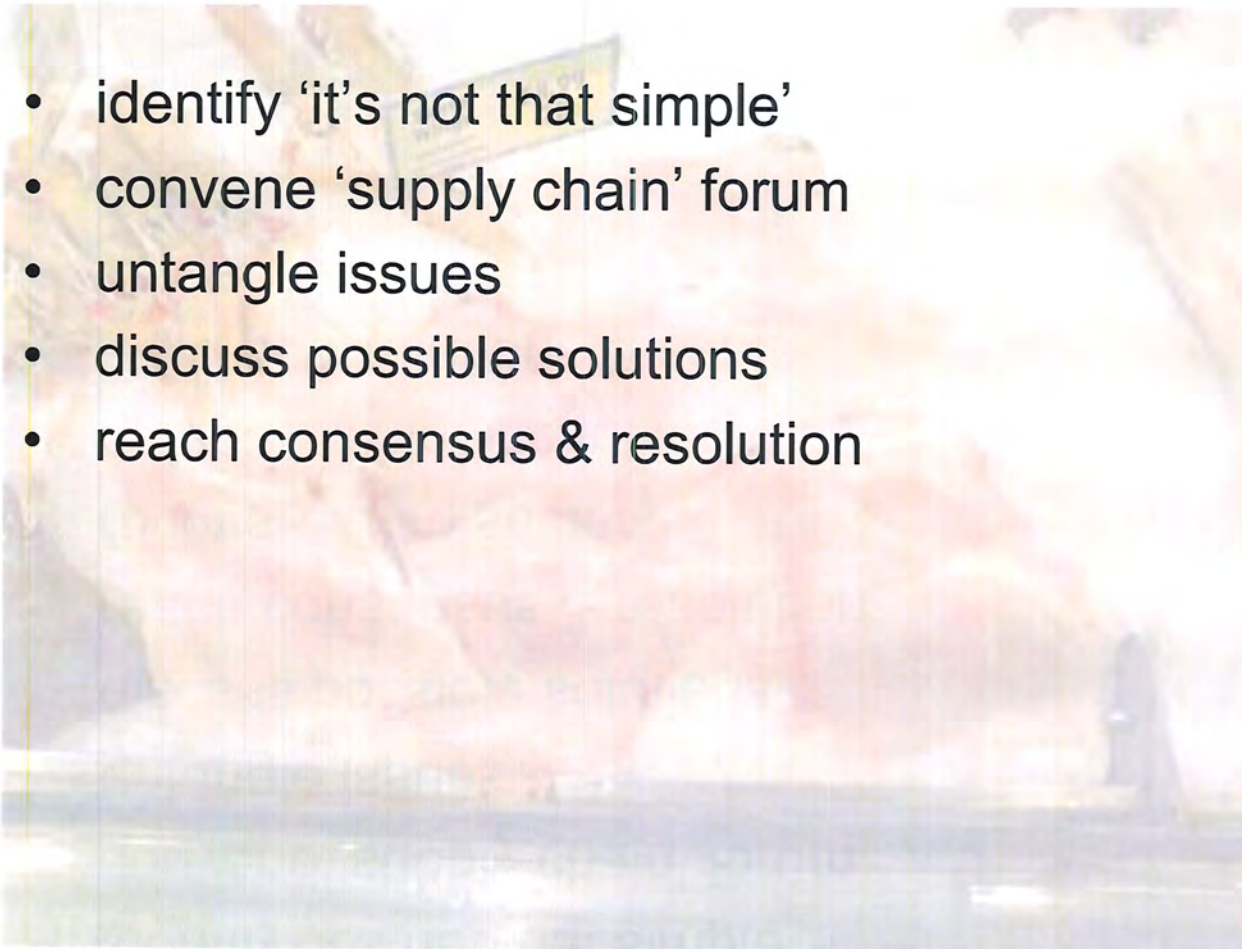 • identify ‘it’s not that simple’
• convene ‘supply chain’ forum
• untangle issues
• discuss possible solutions
• reach consensus & resolution